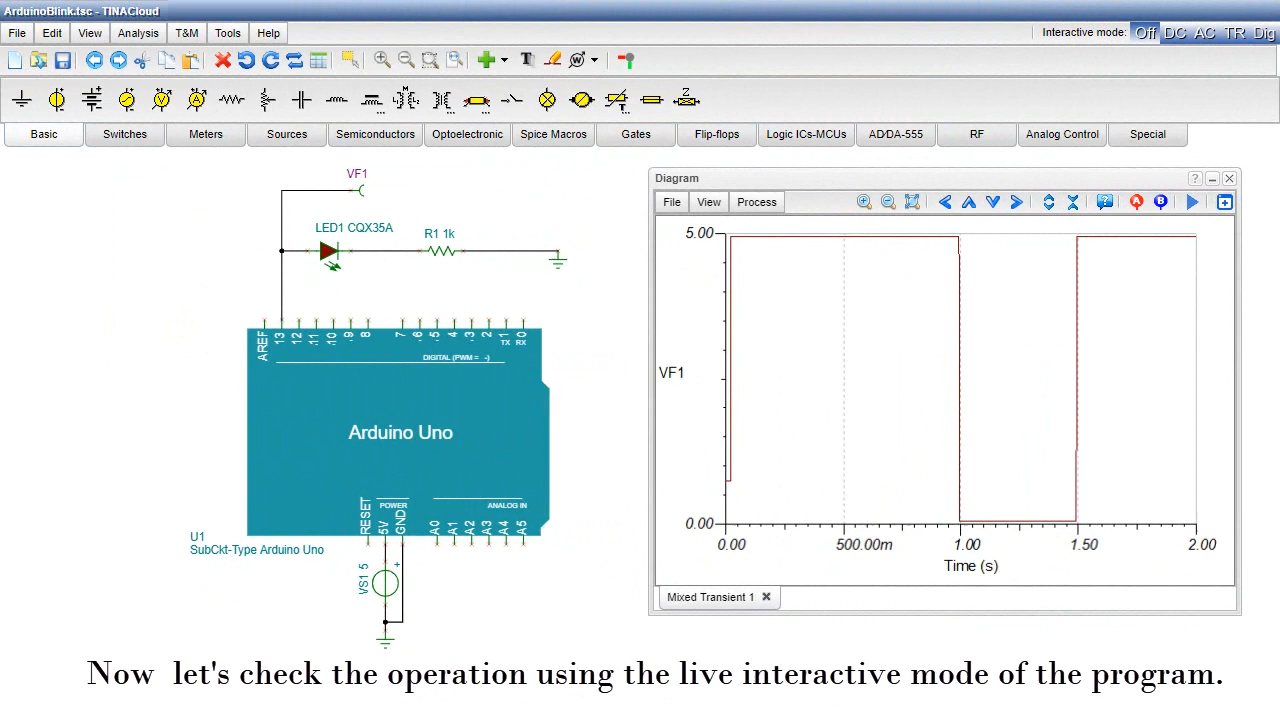 ArduinoBlink.tsc - TINACloud
File Edit View Analysis T&M Tools Help Interactive mode: Off DC AC TR Dig
T W
V A Z
Basic Switches Meters Sources Semiconductors Optoelectronic Spice Macros Gates Flip-flops Logic ICs-MCUs AD/DA-555 RF Analog Control Special
VF1
LED1 CQX35A
R1 1k
AREF 13 12 11 10 9 8 7 6 5 4 3 2 1 0
TX RX
DIGITAL (PWM = -)
Arduino Uno
POWER ANALOG IN
RESET 5V GND A0 A1 A2 A3 A4 A5
U1
SubCkt-Type Arduino Uno
VS1 5
+
Diagram
File View Process A B
5.00
VF1
0.00
0.00 500.00m 1.00 1.50 2.00
Time (s)
Mixed Transient 1
Now let's check the operation using the live interactive mode of the program.